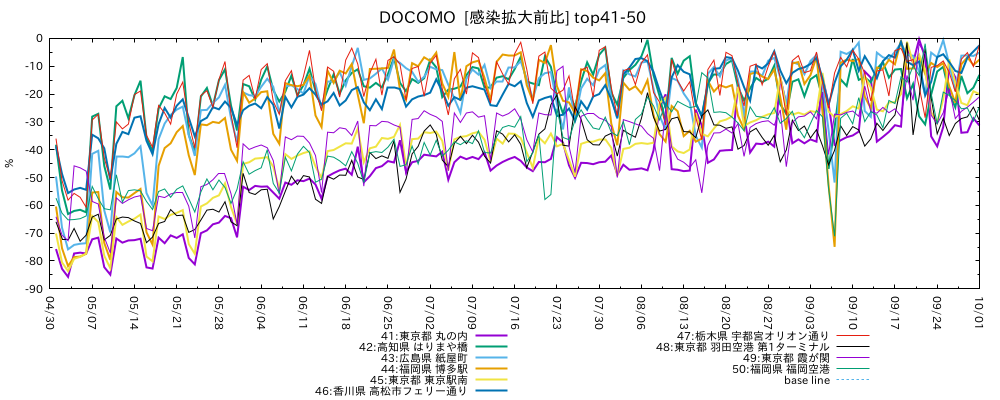 DOCOMO [感染拡大前比] top41-50
0
-10
-20
-30
-40
-50
-60
-70
-80
-90
%
04/30
05/07
05/14
05/21
05/28
06/04
06/11
06/18
06/25
07/02
07/09
07/16
07/23
07/30
08/06
08/13
08/20
08/27
09/03
09/10
09/17
09/24
10/01
41:東京都 丸の内
42:高知県 はりまや橋
43:広島県 紙屋町
44:福岡県 博多駅
45:東京都 東京駅南
46:香川県 高松市フェリー通り
47:栃木県 宇都宮オリオン通り
48:東京都 羽田空港 第1ターミナル
49:東京都 霞が関
50:福岡県 福岡空港
base line